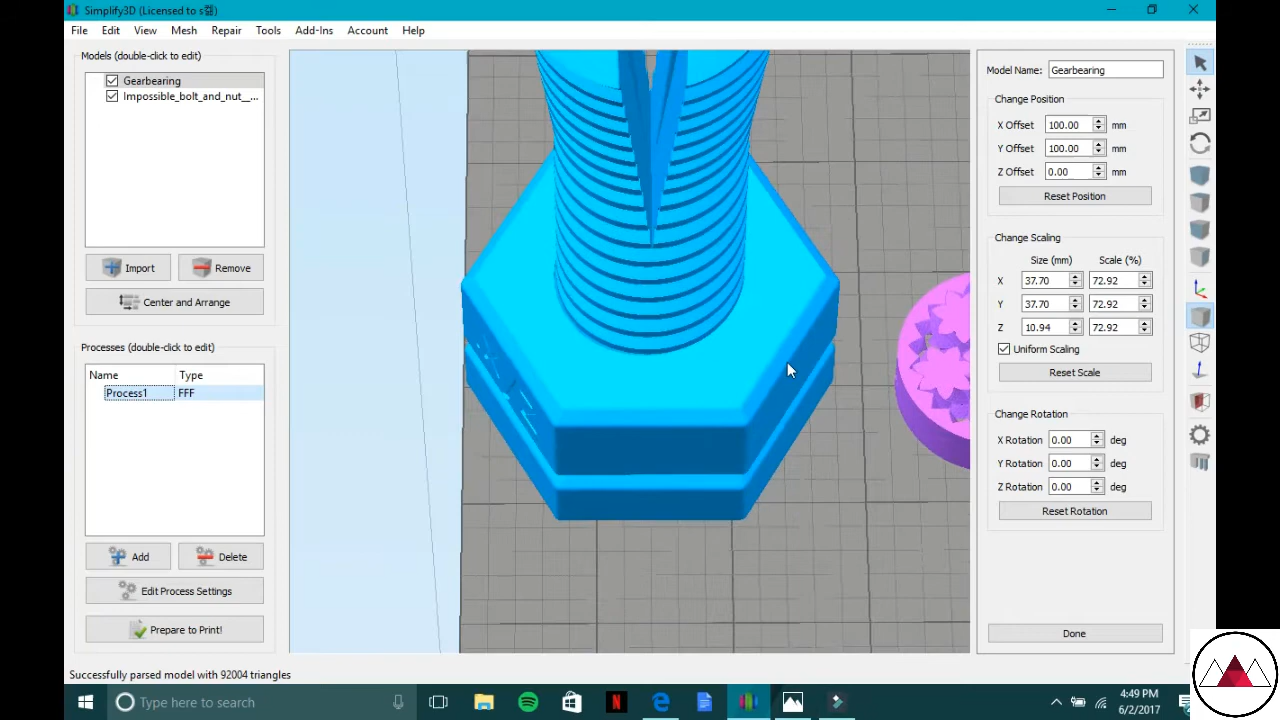 Simplify3D (Licensed to s캡)
File Edit View Mesh Repair Tools Add-Ins Account Help
Models (double-click to edit)
Gearbearing
Impossible_bolt_and_nut__...
Import Remove
Center and Arrange
Processes (double-click to edit)
Name Type
Process1 FFF
Add Delete
Edit Process Settings
Prepare to Print!
Successfully parsed model with 92004 triangles
Model Name: Gearbearing
Change Position
X Offset 100.00 mm
Y Offset 100.00 mm
Z Offset 0.00 mm
Reset Position
Change Scaling
Size (mm) Scale (%)
X 37.70 72.92
Y 37.70 72.92
Z 10.94 72.92
Uniform Scaling
Reset Scale
Change Rotation
X Rotation 0.00 deg
Y Rotation 0.00 deg
Z Rotation 0.00 deg
Reset Rotation
Done
Type here to search
4:49 PM
6/2/2017